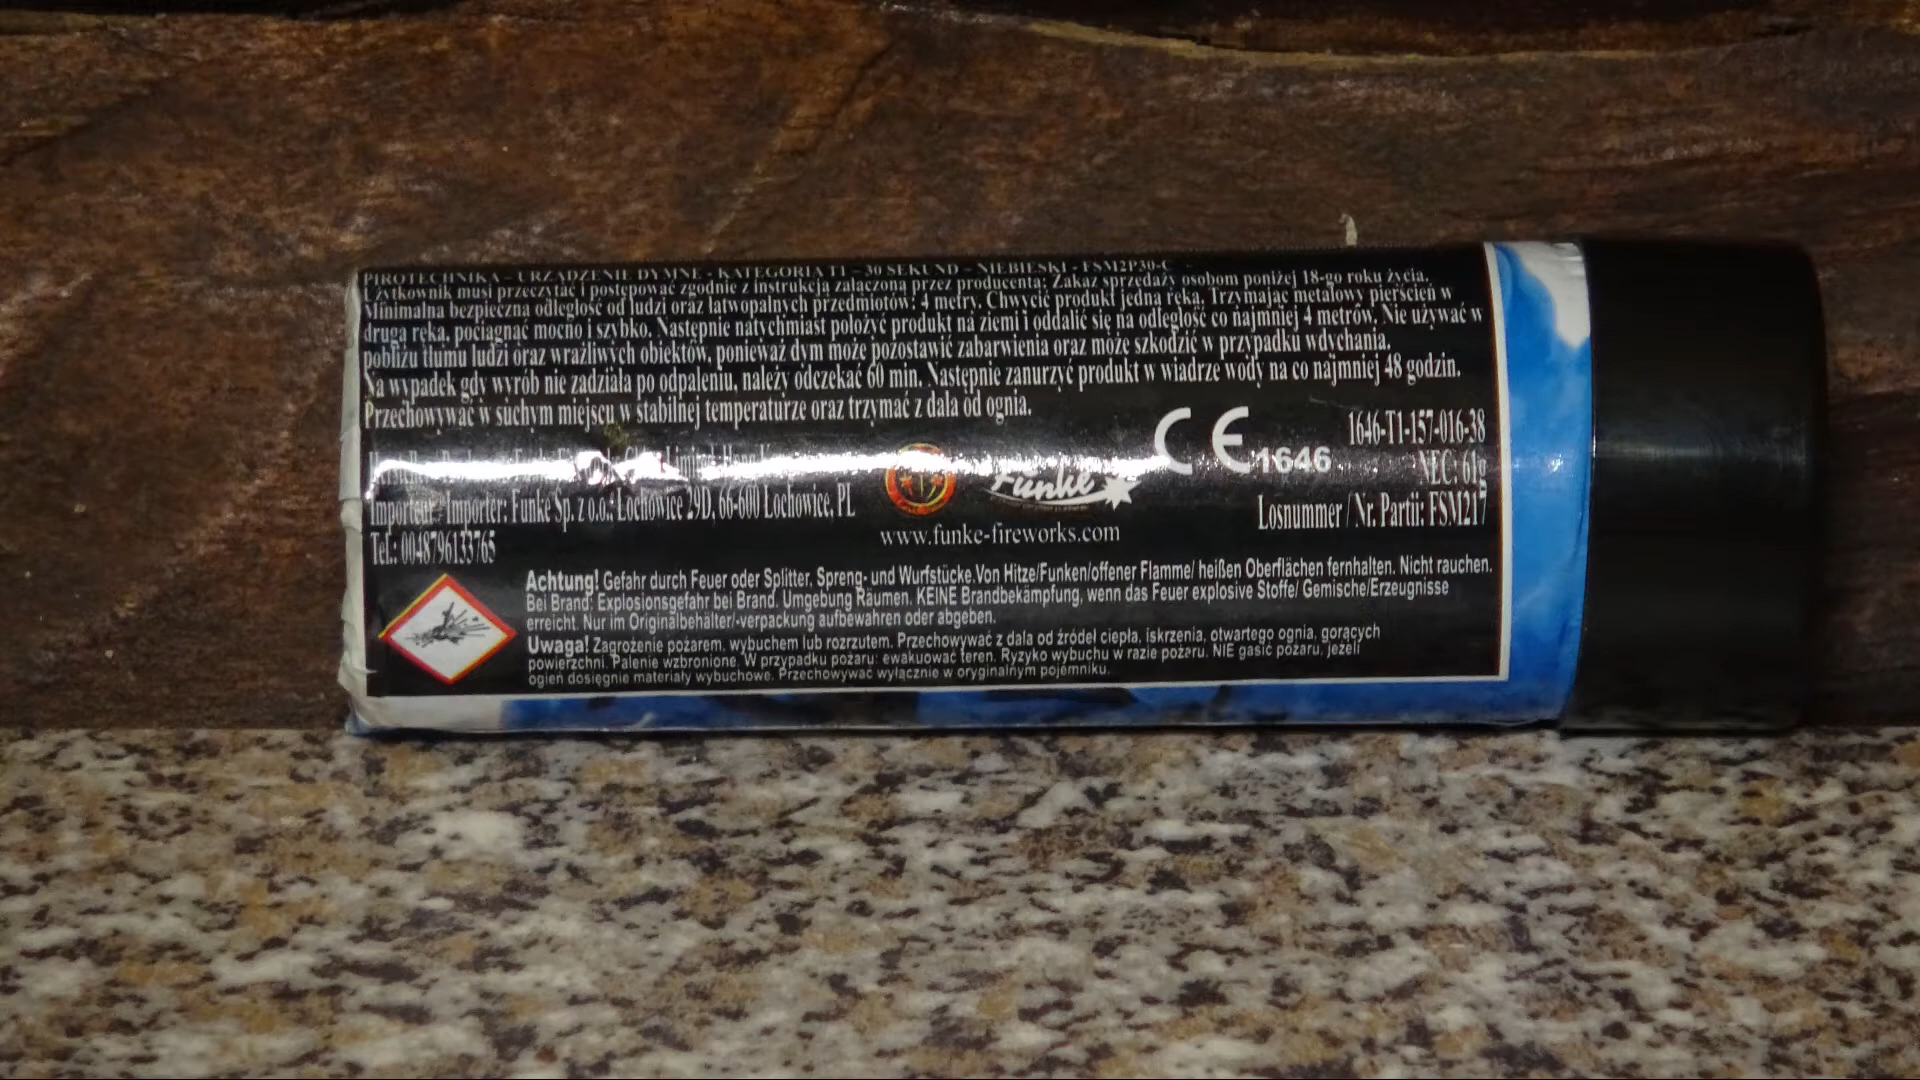 PIROTECHNIKA - URZĄDZENIE DYMNE - KATEGORIA T1 - 30 SEKUND - NIEBIESKI - FSM2P30-C
Użytkownik musi przeczytać i postępować zgodnie z instrukcją załączoną przez producenta; Zakaz sprzedaży osobom poniżej 18-go roku życia.
Minimalna bezpieczna odległość od ludzi oraz łatwopalnych przedmiotów: 4 metry. Chwycić produkt jedną ręką. Trzymając metalowy pierścień w
drugą ręką, pociągnąć mocno i szybko. Następnie natychmiast położyć produkt na ziemi i oddalić się na odległość co najmniej 4 metrów. Nie używać w
pobliżu tłumu ludzi oraz wrażliwych obiektów, ponieważ dym może pozostawić zabarwienia oraz może szkodzić w przypadku wdychania.
Na wypadek gdy wyrób nie zadziała po odpaleniu, należy odczekać 60 min. Następnie zanurzyć produkt w wiadrze wody na co najmniej 48 godzin.
Przechowywać w suchym miejscu w stabilnej temperaturze oraz trzymać z dala od ognia.
Importeur / Importer: Funke Sp. z o.o.; Łochowice 29D, 66-600 Łochowice, PL
Tel.: 0048796133765
Funke
www.funke-fireworks.com
CE 1646
1646-T1-157-016-38
NEC: 61g
Losnummer / Nr. Partii: FSM217
Achtung! Gefahr durch Feuer oder Splitter, Spreng- und Wurfstücke. Von Hitze/Funken/offener Flamme/ heißen Oberflächen fernhalten. Nicht rauchen.
Bei Brand: Explosionsgefahr bei Brand. Umgebung Räumen. KEINE Brandbekämpfung, wenn das Feuer explosive Stoffe/ Gemische/Erzeugnisse
erreicht. Nur im Originalbehälter/-verpackung aufbewahren oder abgeben.
Uwaga! Zagrożenie pożarem, wybuchem lub rozrzutem. Przechowywać z dala od źródeł ciepła, iskrzenia, otwartego ognia, gorących
powierzchni. Palenie wzbronione. W przypadku pożaru: ewakuować teren. Ryzyko wybuchu w razie pożaru. NIE gasić pożaru, jeżeli
ogień dosięgnie materiały wybuchowe. Przechowywać wyłącznie w oryginalnym pojemniku.